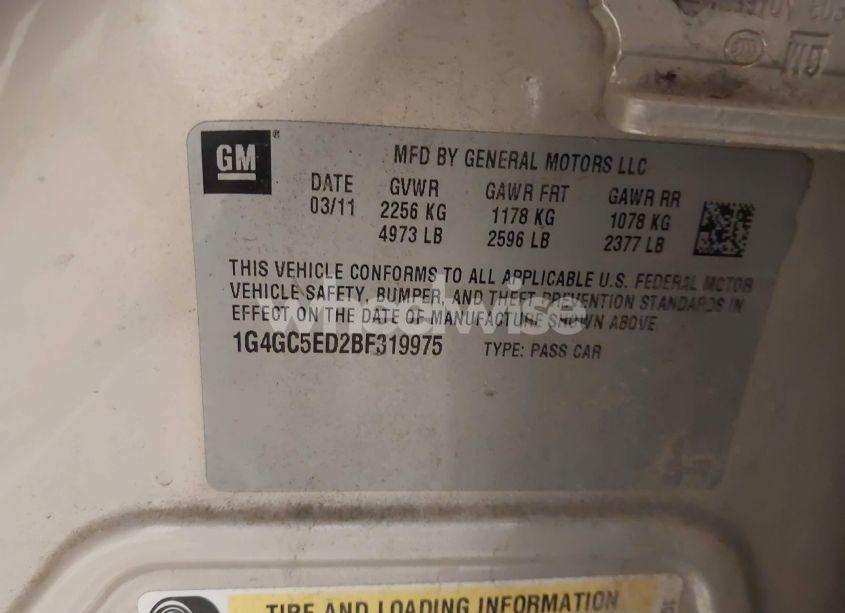 GM
MFD BY GENERAL MOTORS LLC
DATE GVWR GAWR FRT GAWR RR
03/11 2256 KG 1178 KG 1078 KG
4973 LB 2596 LB 2377 LB
THIS VEHICLE CONFORMS TO ALL APPLICABLE U.S. FEDERAL MOTOR
VEHICLE SAFETY, BUMPER, AND THEFT PREVENTION STANDARDS IN
EFFECT ON THE DATE OF MANUFACTURE SHOWN ABOVE.
1G4GC5ED2BF319975 TYPE: PASS CAR
wheelwise
TIRE AND LOADING INFORMATION